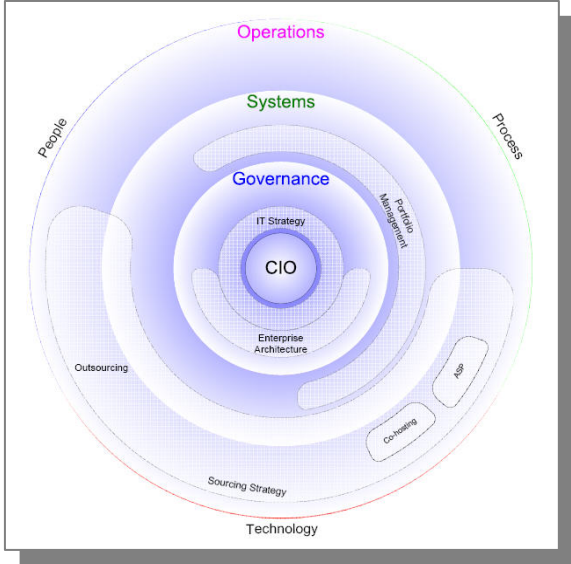 Operations
Systems
People
Process
Governance
Portfolio
Management
IT Strategy
CIO
Enterprise
Architecture
Outsourcing
ASP
Co-hosting
Sourcing Strategy
Technology